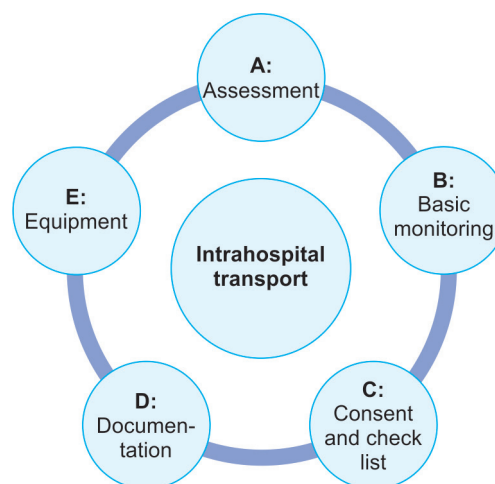 A:
Assessment
B:
Basic
monitoring
C:
Consent
and check
list
D:
Documen-
tation
E:
Equipment
Intrahospital
transport